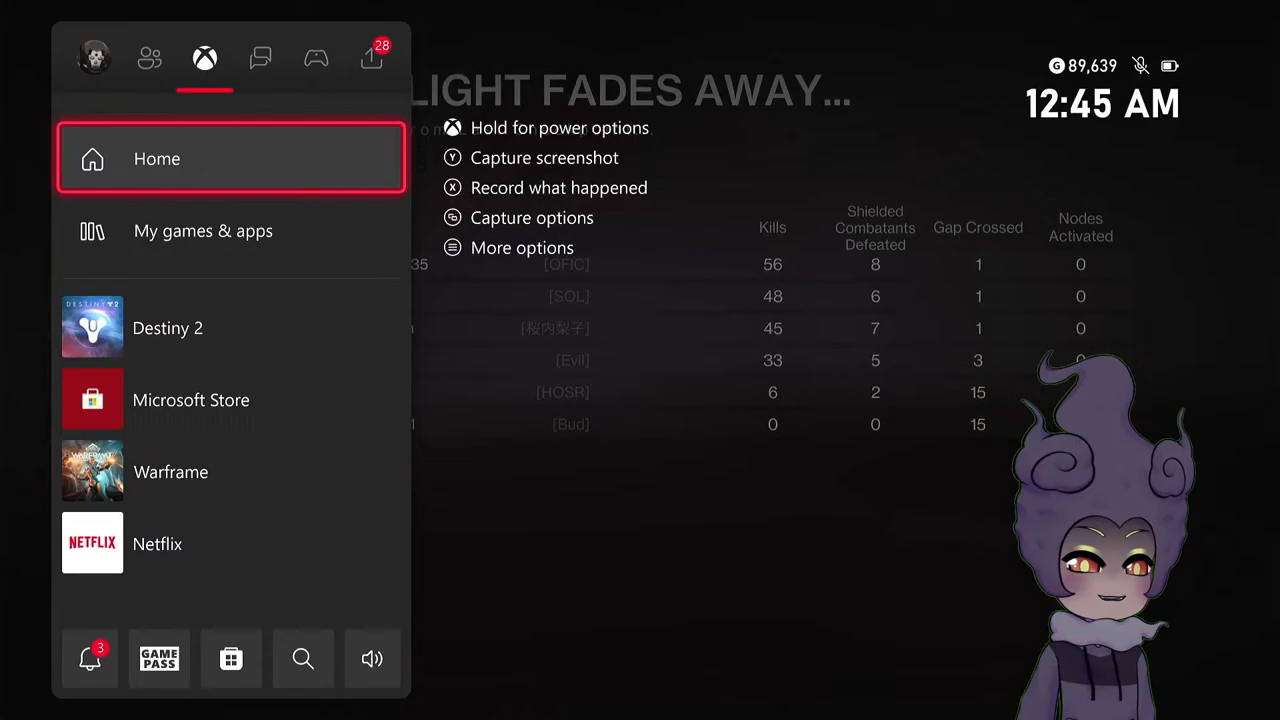 28
89,639
12:45 AM
LIGHT FADES AWAY...
Hold for power options
Capture screenshot
Record what happened
Capture options
More options
Home
My games & apps
DESTINY 2
Destiny 2
Microsoft Store
WARFRAME
Warframe
NETFLIX
Netflix
3
GAME PASS
Kills
Shielded Combatants Defeated
Gap Crossed
Nodes Activated
35 [OFIC] 56 8 1 0
[SOL] 48 6 1 0
[桜内梨子] 45 7 1 0
[Evil] 33 5 3 0
[HOSR] 6 2 15
1 [Bud] 0 0 15